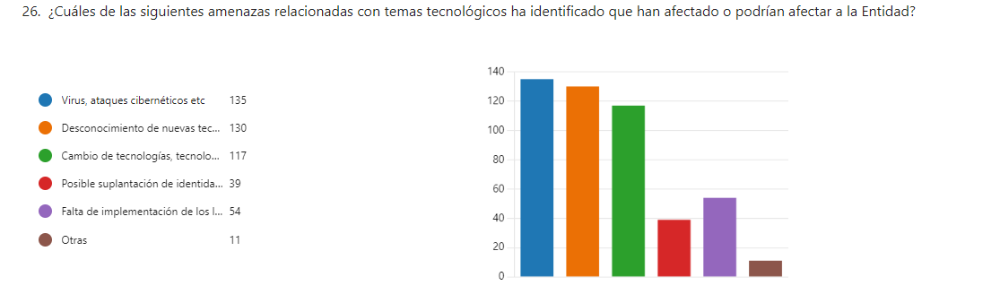 26. ¿Cuáles de las siguientes amenazas relacionadas con temas tecnológicos ha identificado que han afectado o podrían afectar a la Entidad?
Virus, ataques cibernéticos etc 135
Desconocimiento de nuevas tec... 130
Cambio de tecnologías, tecnolo... 117
Posible suplantación de identida... 39
Falta de implementación de los l... 54
Otras 11
140
120
100
80
60
40
20
0